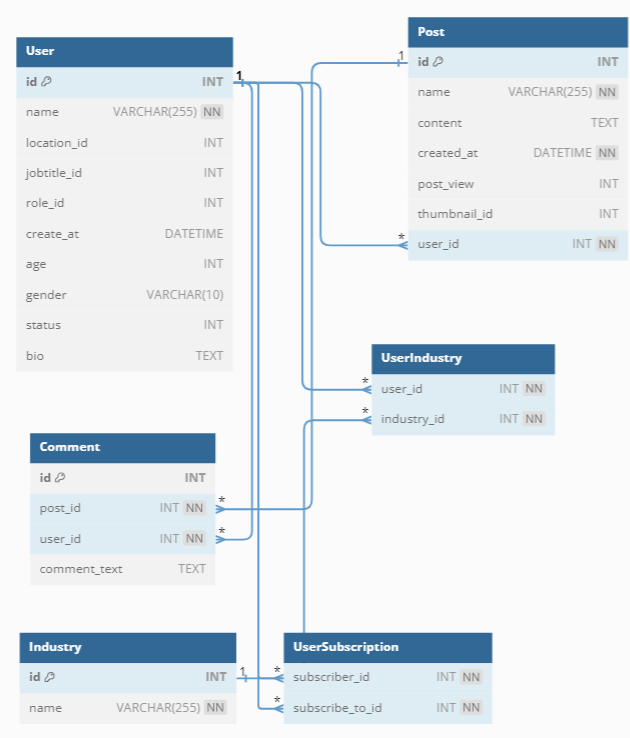 User
id INT
name VARCHAR(255) NN
location_id INT
jobtitle_id INT
role_id INT
create_at DATETIME
age INT
gender VARCHAR(10)
status INT
bio TEXT
1
Post
1
id INT
name VARCHAR(255) NN
content TEXT
created_at DATETIME NN
post_view INT
thumbnail_id INT
* user_id INT NN
UserIndustry
* user_id INT NN
* industry_id INT NN
Comment
id INT
post_id INT NN *
user_id INT NN *
comment_text TEXT
Industry
id INT 1
name VARCHAR(255) NN
UserSubscription
* subscriber_id INT NN
* subscribe_to_id INT NN